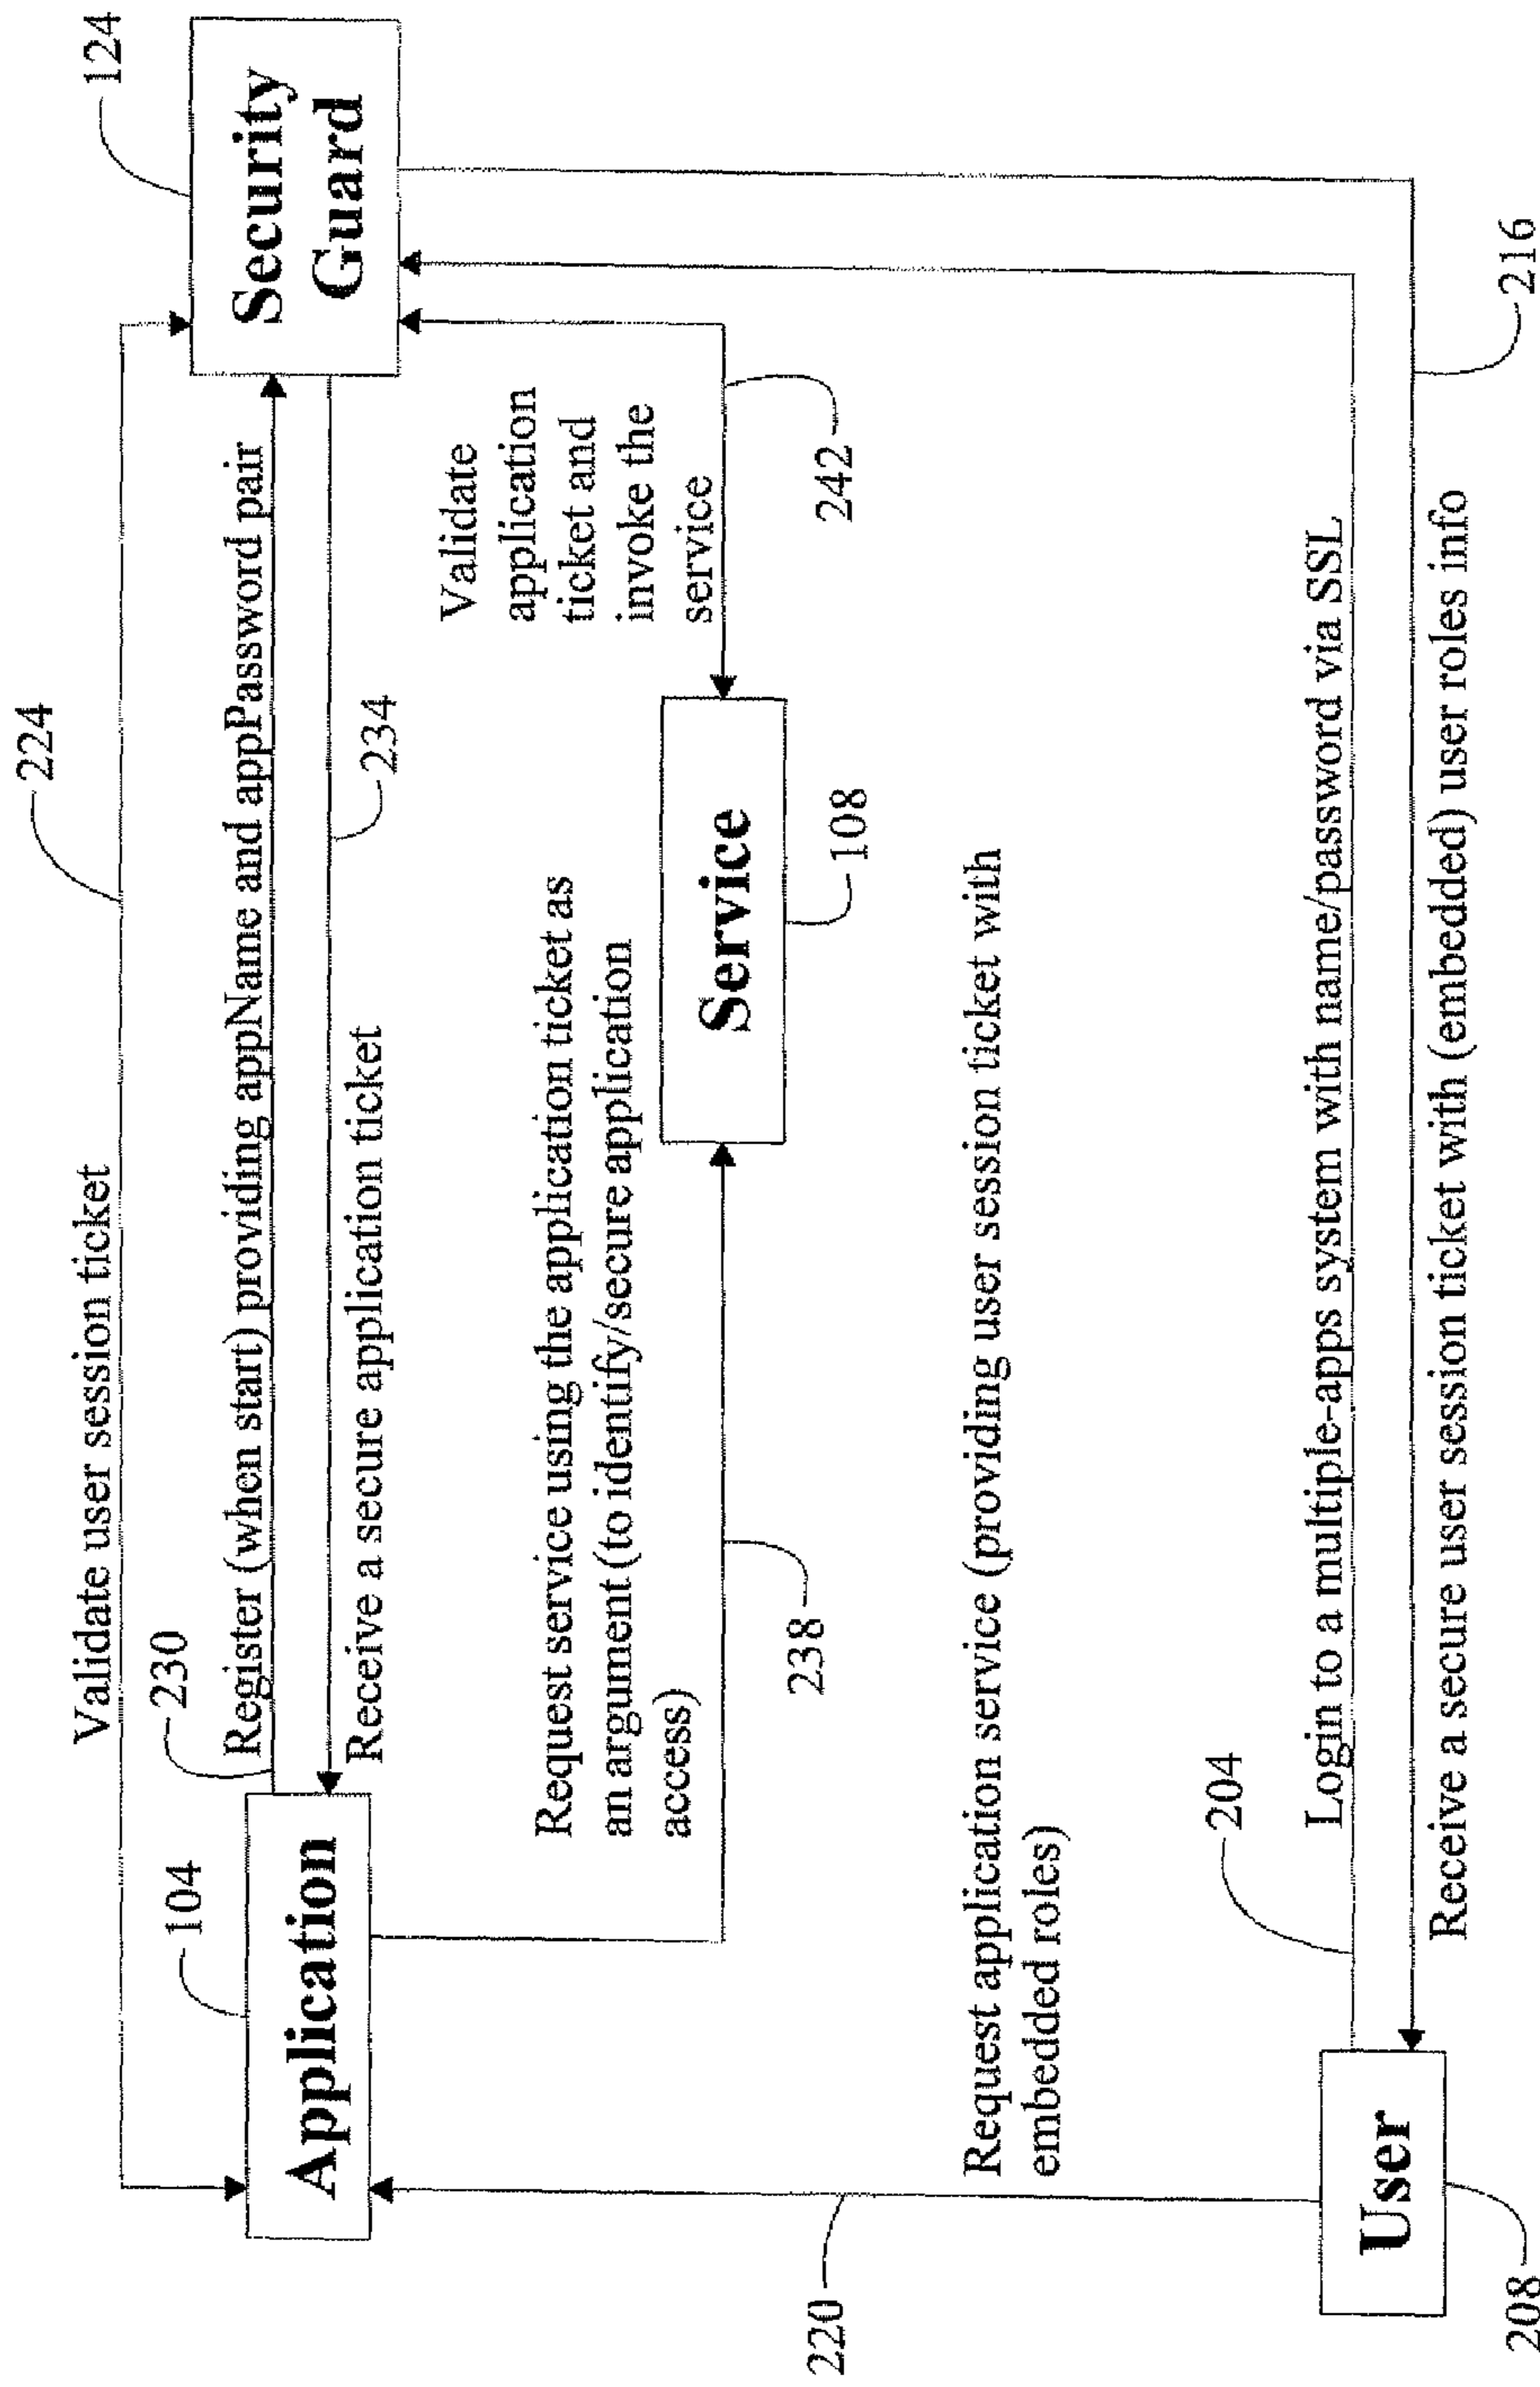 224
Validate user session ticket
124
Security
Guard
104
Application
230
Register (when start) providing appName and appPassword pair
234
Receive a secure application ticket
Validate
application
ticket and
invoke the
service
242
Request service using the application ticket as
an argument (to identify/secure application
access)
Service
108
238
Request application service (providing user session ticket with
embedded roles)
220
204
Login to a multiple-apps system with name/password via SSL
User
208
Receive a secure user session ticket with (embedded) user roles info
216